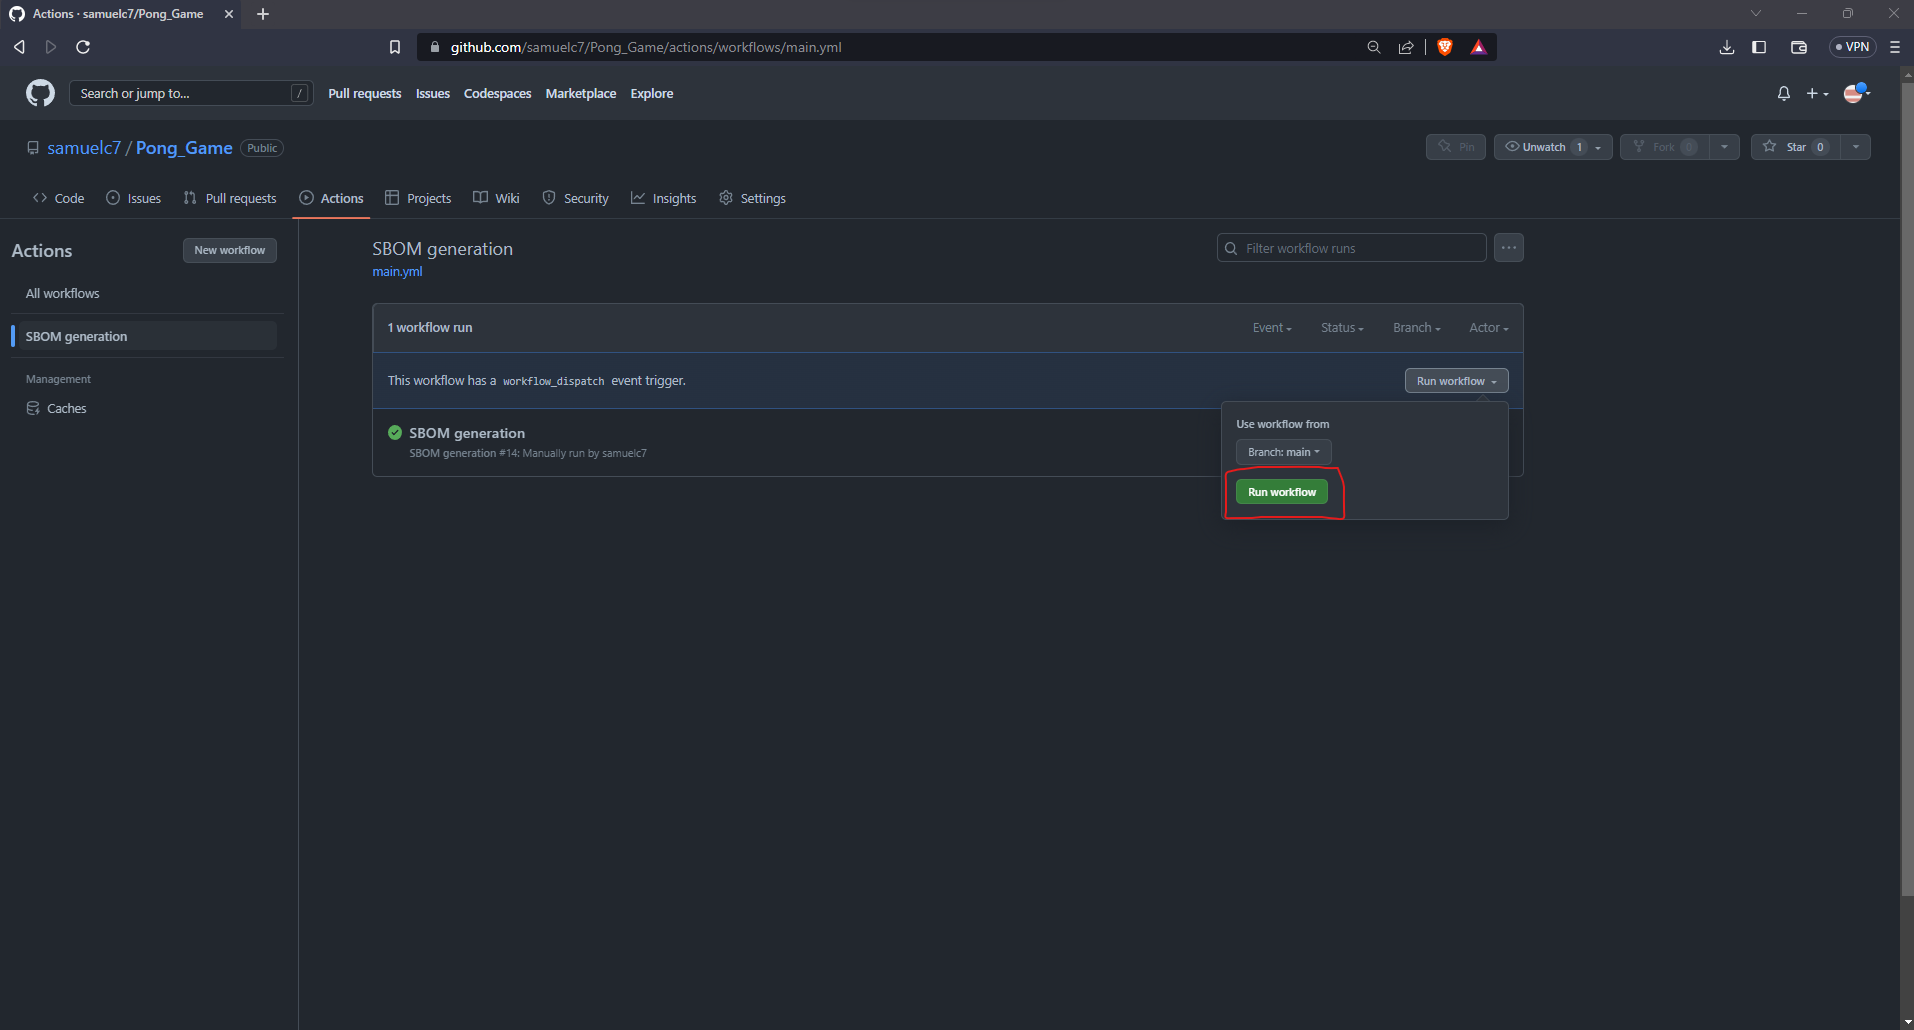 Actions · samuelc7/Pong_Game
github.com/samuelc7/Pong_Game/actions/workflows/main.yml
VPN
Search or jump to... /
Pull requests Issues Codespaces Marketplace Explore
samuelc7 / Pong_Game Public
Pin Unwatch 1 Fork 0 Star 0
Code Issues Pull requests Actions Projects Wiki Security Insights Settings
Actions New workflow
All workflows
SBOM generation
Management
Caches
SBOM generation
main.yml
Filter workflow runs
1 workflow run
Event Status Branch Actor
This workflow has a workflow_dispatch event trigger.
Run workflow
SBOM generation
SBOM generation #14: Manually run by samuelc7
Use workflow from
Branch: main
Run workflow